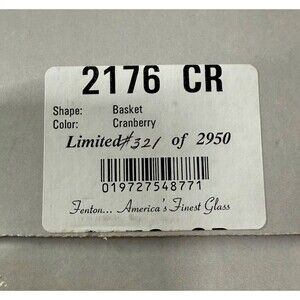 2176 CR
Shape: Basket
Color: Cranberry
Limited #321 of 2950
019727548771
Fenton... America's Finest Glass